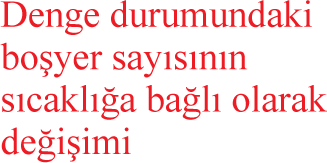 Denge durumundaki
boşyer sayısının
sıcaklığa bağlı olarak
değişimi